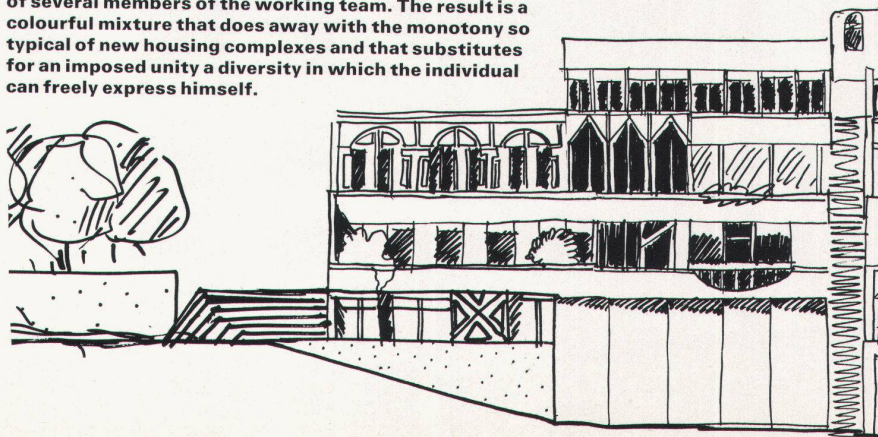 of several members of the working team. The result is a
colourful mixture that does away with the monotony so
typical of new housing complexes and that substitutes
for an imposed unity a diversity in which the individual
can freely express himself.